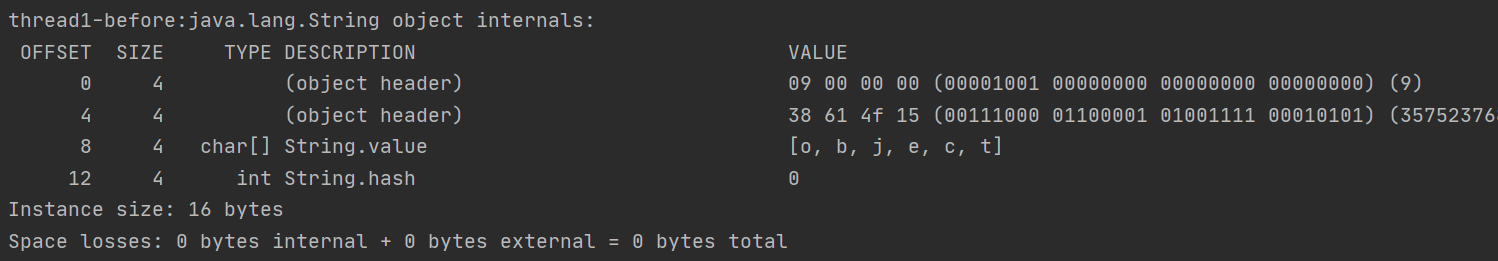 thread1-before:java.lang.String object internals:
OFFSET SIZE TYPE DESCRIPTION VALUE
0 4 (object header) 09 00 00 00 (00001001 00000000 00000000 00000000) (9)
4 4 (object header) 38 61 4f 15 (00111000 01100001 01001111 00010101)
8 4 char[] String.value [o, b, j, e, c, t]
12 4 int String.hash 0
Instance size: 16 bytes
Space losses: 0 bytes internal + 0 bytes external = 0 bytes total